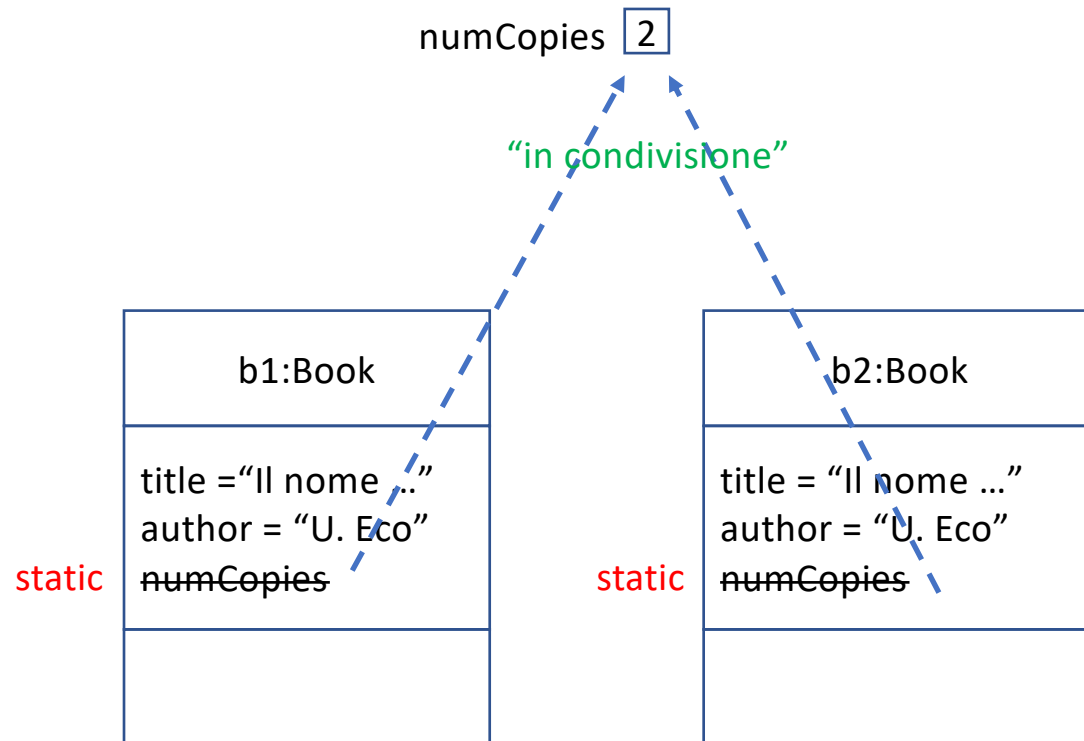 numCopies 2
“in condivisione”
b1:Book
title =“Il nome …”
author = “U. Eco”
static numCopies
b2:Book
title = “Il nome …”
author = “U. Eco”
static numCopies